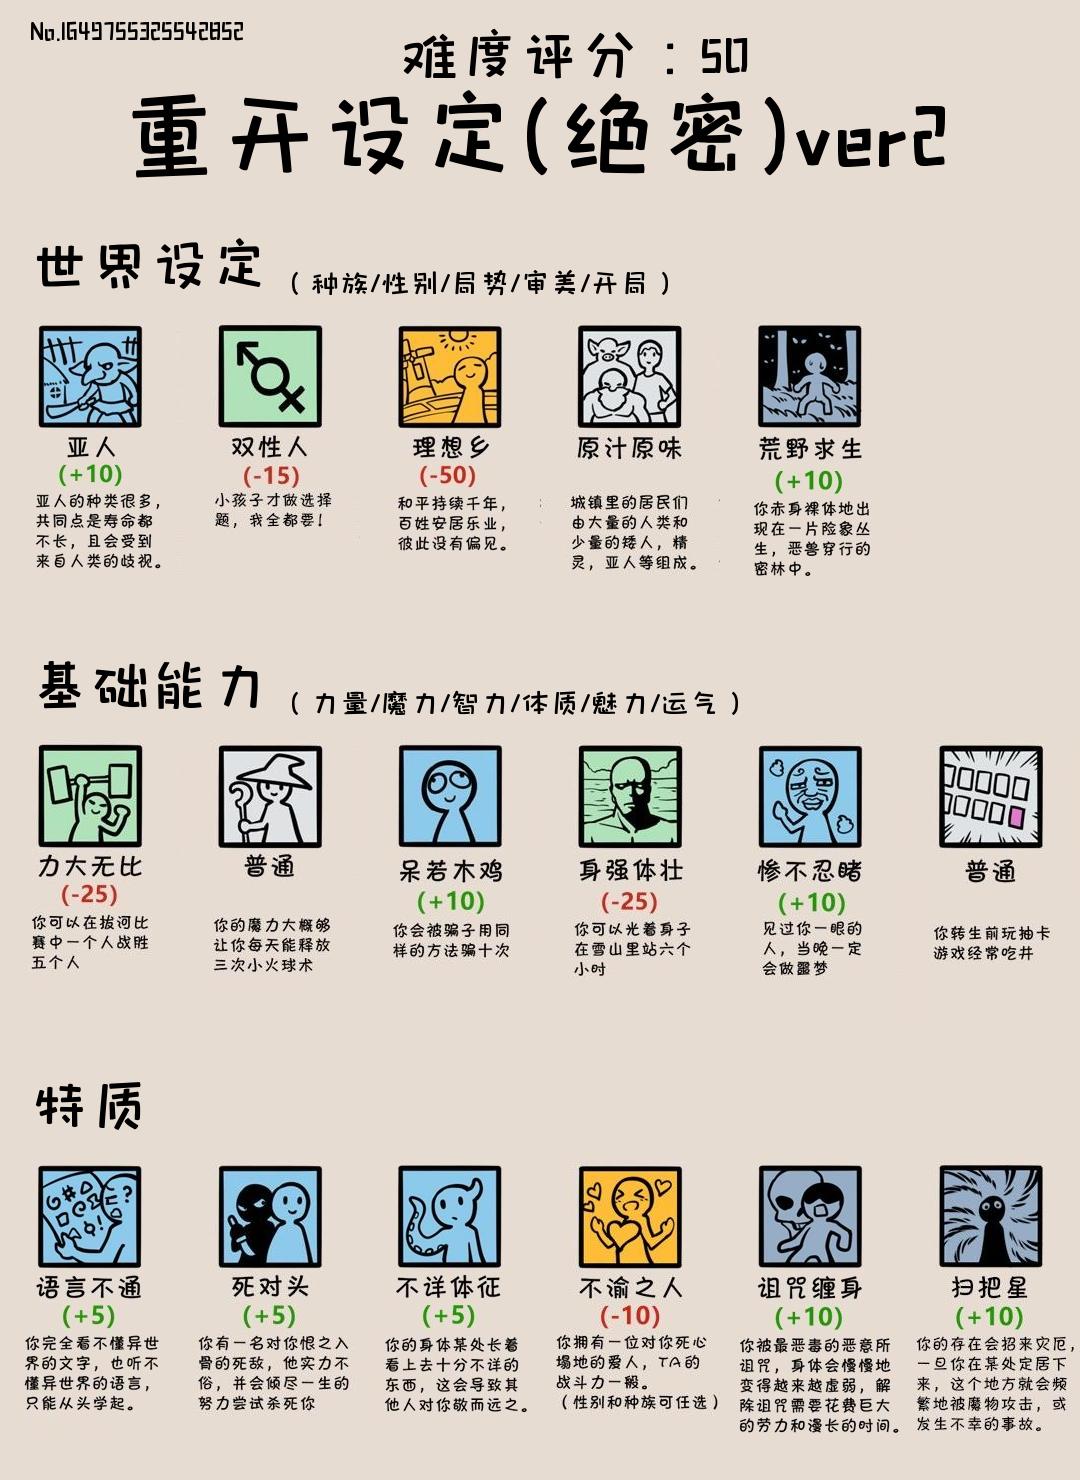 No.1649755325542852
难度评分：50
重开设定(绝密)ver2
世界设定（种族/性别/局势/审美/开局）
亚人
(+10)
亚人的种类很多，
共同点是寿命都
不长，且会受到
来自人类的歧视。
双性人
(-15)
小孩子才做选择
题，我全都要！
理想乡
(-50)
和平持续千年，
百姓安居乐业，
彼此没有偏见。
原汁原味
城镇里的居民们
由大量的人类和
少量的矮人，精
灵，亚人等组成。
荒野求生
(+10)
你赤身裸体地出
现在一片险象丛
生，恶兽穿行的
密林中。
基础能力（力量/魔力/智力/体质/魅力/运气）
力大无比
(-25)
你可以在拔河比
赛中一个人战胜
五个人
普通
你的魔力大概够
让你每天能释放
三次小火球术
呆若木鸡
(+10)
你会被骗子用同
样的方法骗十次
身强体壮
(-25)
你可以光着身子
在雪山里站六个
小时
惨不忍睹
(+10)
见过你一眼的
人，当晚一定
会做噩梦
普通
你转生前玩抽卡
游戏经常吃井
特质
语言不通
(+5)
你完全看不懂异世
界的文字，也听不
懂异世界的语言，
只能从头学起。
死对头
(+5)
你有一名对你恨之入
骨的死敌，他实力不
俗，并会倾尽一生的
努力尝试杀死你
不详体征
(+5)
你的身体某处长着
看上去十分不详的
东西，这会导致其
他人对你敬而远之。
不渝之人
(-10)
你拥有一位对你死心
塌地的爱人，TA的
战斗力一般。
（性别和种族可任选）
诅咒缠身
(+10)
你被最恶毒的恶意所
诅咒，身体会慢慢地
变得越来越虚弱，解
除诅咒需要花费巨大
的劳力和漫长的时间。
扫把星
(+10)
你的存在会招来灾厄，
一旦你在某处定居下
来，这个地方就会频
繁地被魔物攻击，或
发生不幸的事故。